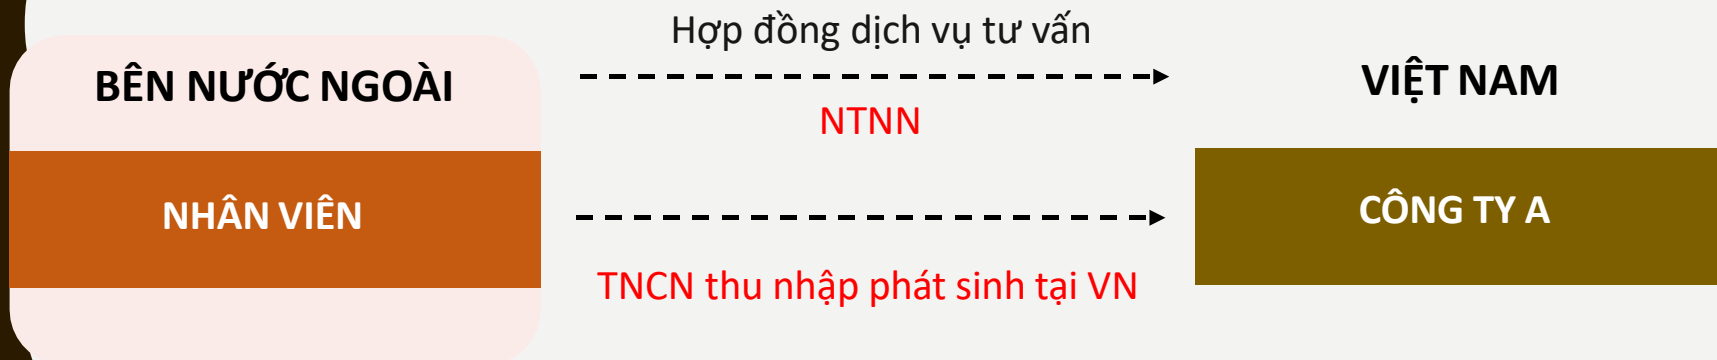 Hợp đồng dịch vụ tư vấn
BÊN NƯỚC NGOÀI
VIỆT NAM
NTNN
NHÂN VIÊN
CÔNG TY A
TNCN thu nhập phát sinh tại VN